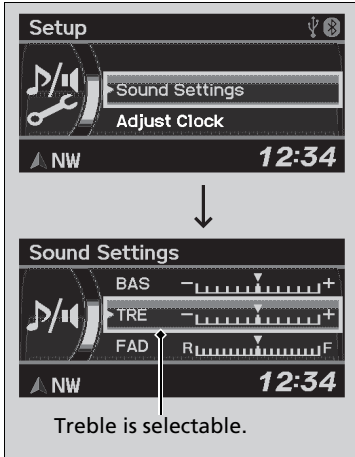 Setup
Sound Settings
Adjust Clock
NW 12:34
Sound Settings
BAS - +
TRE - +
FAD R F
NW 12:34
Treble is selectable.